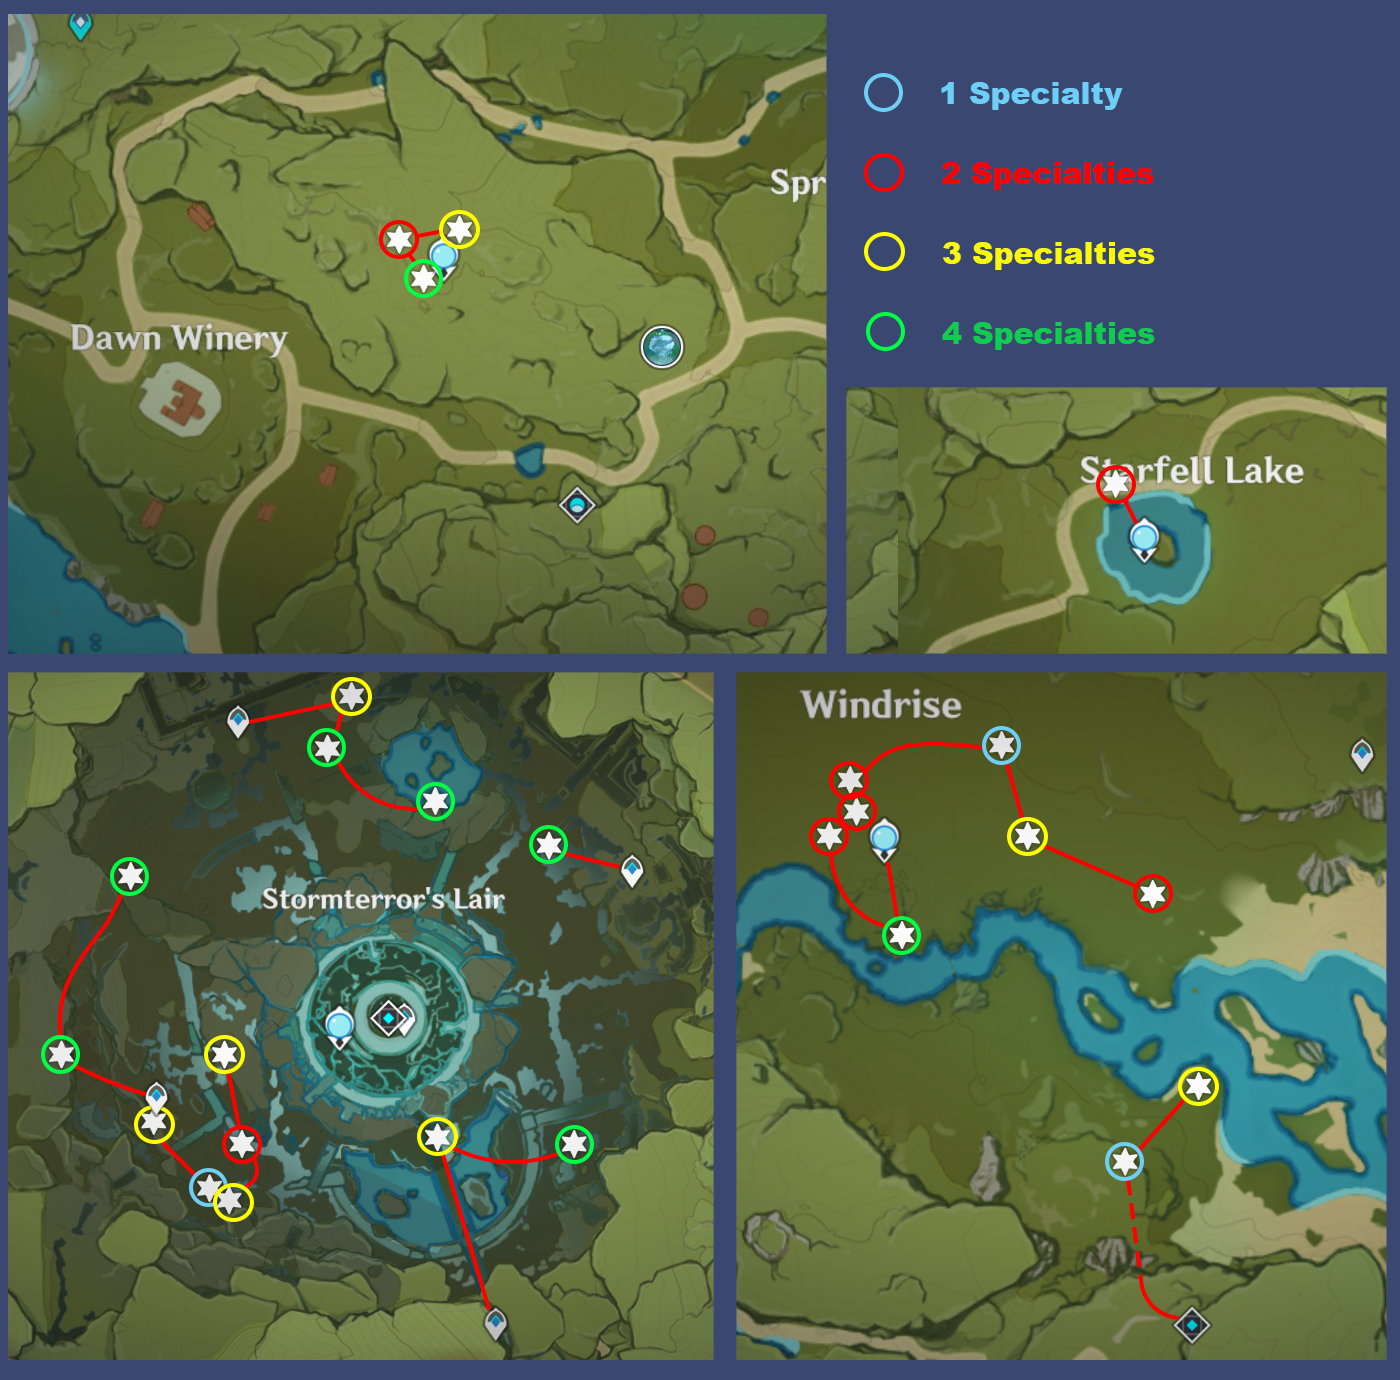 Spr
Dawn Winery
1 Specialty
2 Specialties
3 Specialties
4 Specialties
Starfell Lake
Stormterror's Lair
Windrise